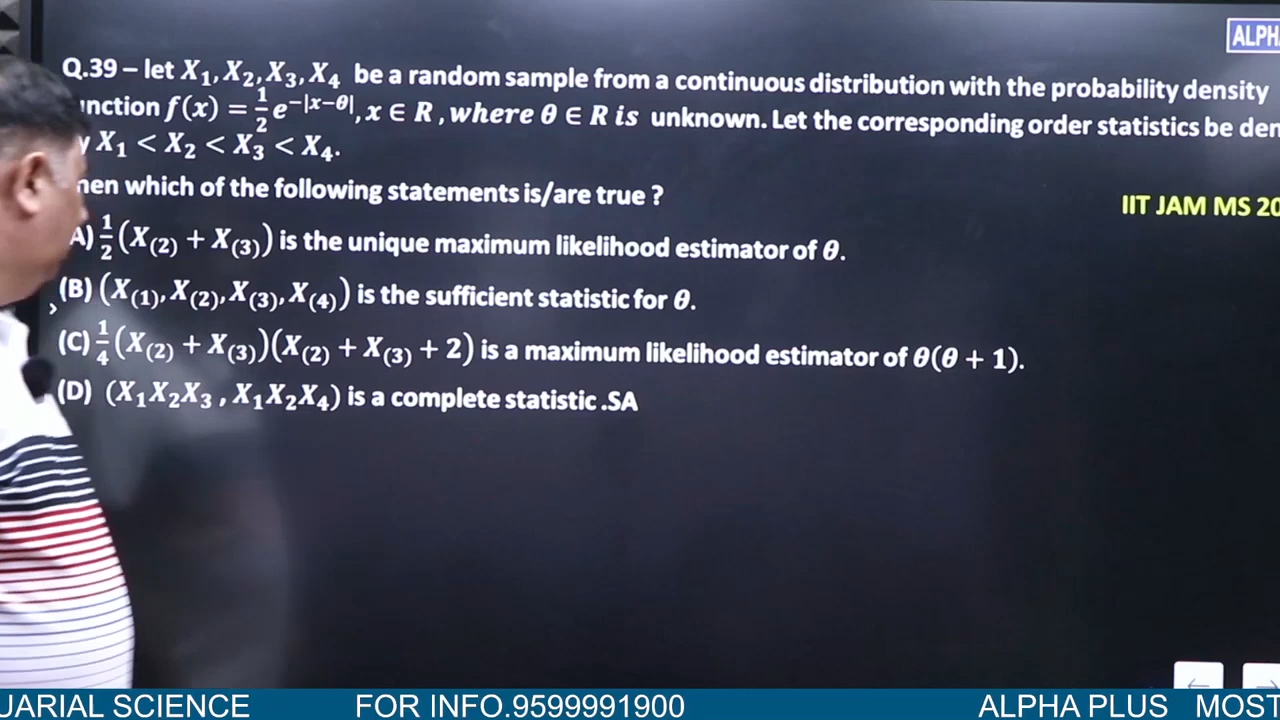 ALPH
Q.39 – let X₁, X₂, X₃, X₄ be a random sample from a continuous distribution with the probability density
unction f(x) = 1/2 e^{-|x-θ|}, x ∈ R, where θ ∈ R is unknown. Let the corresponding order statistics be den
y X₁ < X₂ < X₃ < X₄.
hen which of the following statements is/are true ?
IIT JAM MS 20
A) 1/2 (X₍₂₎ + X₍₃₎) is the unique maximum likelihood estimator of θ.
(B) (X₍₁₎, X₍₂₎, X₍₃₎, X₍₄₎) is the sufficient statistic for θ.
(C) 1/4 (X₍₂₎ + X₍₃₎)(X₍₂₎ + X₍₃₎ + 2) is a maximum likelihood estimator of θ(θ + 1).
(D) (X₁X₂X₃ , X₁X₂X₄) is a complete statistic .SA
JARIAL SCIENCE FOR INFO.9599991900 ALPHA PLUS MOST